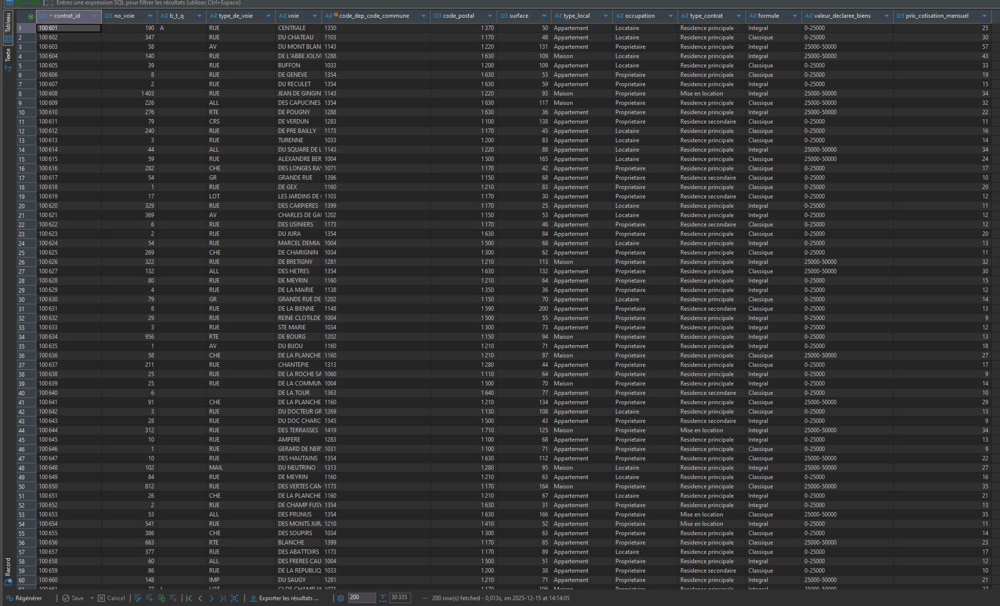 Show SQL Entrez une expression SQL pour filtrer les résultats (utilisez Ctrl+Espace)
Tableau
Texte
Record
123 contrat_id 123 no_voie A-Z b_t_q A-Z type_de_voie A-Z voie A-Z code_dep_code_commune 123 code_postal 123 surface A-Z type_local A-Z occupation A-Z type_contrat A-Z formule A-Z valeur_declaree_biens 123 prix_cotisation_mensuel
1 100 601 190 A RUE CENTRALE 1350 1 370 50 Appartement Locataire Residence principale Integral 0-25000 25
2 100 602 347 RUE DU CHATEAU 1103 1 170 48 Appartement Locataire Residence principale Classique 0-25000 30
3 100 603 58 AV DU MONT BLAN 1143 1 220 131 Appartement Proprietaire Residence principale Integral 25000-50000 57
4 100 604 140 RUE DE L'ABBE JOLIVI 1288 1 630 109 Maison Locataire Residence principale Integral 25000-50000 43
5 100 605 39 RUE BUFFON 1033 1 200 109 Appartement Locataire Residence principale Classique 0-25000 33
6 100 606 8 RUE DE GENEVE 1354 1 630 53 Appartement Proprietaire Residence principale Classique 0-25000 19
7 100 607 2 RUE DU RECULET 1354 1 630 59 Appartement Proprietaire Residence principale Integral 0-25000 15
8 100 608 1 403 RUE JEAN DE GINGIN 1143 1 220 93 Maison Proprietaire Mise en location Integral 25000-50000 34
9 100 609 226 ALL DES CAPUCINES 1354 1 630 117 Maison Proprietaire Residence principale Classique 25000-50000 32
10 100 610 276 RTE DE POUGNY 1288 1 630 36 Appartement Proprietaire Residence principale Integral 25000-50000 22
11 100 611 79 CRS DE VERDUN 1283 1 100 138 Appartement Proprietaire Residence secondaire Classique 0-25000 11
12 100 612 240 RUE DE PRE BAILLY 1173 1 170 45 Appartement Locataire Residence principale Classique 0-25000 16
13 100 613 3 RUE TURENNE 1033 1 200 83 Appartement Locataire Residence principale Classique 0-25000 14
14 100 614 44 ALL DU SQUARE DE L 1143 1 220 88 Appartement Locataire Residence principale Integral 25000-50000 34
15 100 615 59 RUE ALEXANDRE BER 1004 1 500 165 Appartement Locataire Residence principale Classique 25000-50000 24
16 100 616 282 CHE DES LONGES RA 1071 1 170 42 Appartement Proprietaire Residence principale Classique 0-25000 17
17 100 617 54 GR GRANDE RUE 1396 1 150 68 Appartement Proprietaire Residence secondaire Classique 0-25000 10
18 100 618 1 RUE DE GEX 1160 1 210 83 Appartement Proprietaire Residence principale Classique 0-25000 20
19 100 619 17 LOT LES JARDINS DE 1103 1 170 30 Appartement Proprietaire Residence secondaire Classique 0-25000 12
20 100 620 329 RUE DES CARPIERES 1399 1 170 25 Appartement Locataire Residence principale Integral 0-25000 11
21 100 621 369 AV CHARLES DE GAU 1202 1 150 53 Appartement Locataire Residence principale Integral 0-25000 12
22 100 622 6 RUE DES USINIERS 1173 1 170 46 Appartement Proprietaire Residence secondaire Classique 0-25000 12
23 100 623 2 RUE DU JURA 1354 1 630 84 Appartement Proprietaire Residence principale Classique 0-25000 20
24 100 624 54 RUE MARCEL DEMIA 1004 1 500 68 Appartement Locataire Residence principale Integral 0-25000 13
25 100 625 269 CHE DE CHARIGNIN 1034 1 300 62 Appartement Proprietaire Residence principale Classique 0-25000 11
26 100 626 322 RUE DE BRETIGNY 1281 1 210 113 Maison Proprietaire Residence principale Integral 25000-50000 32
27 100 627 132 ALL DES HETRES 1354 1 630 132 Appartement Proprietaire Residence principale Classique 25000-50000 30
28 100 628 80 RUE DE MEYRIN 1160 1 210 64 Appartement Proprietaire Residence principale Integral 0-25000 15
29 100 629 4 RUE DE LA MAIRIE 1138 1 350 36 Appartement Proprietaire Residence principale Integral 0-25000 12
30 100 630 79 GR GRANDE RUE DE 1202 1 150 70 Appartement Locataire Residence principale Classique 0-25000 14
31 100 631 8 RUE DE LA BIENNE 1148 1 590 200 Appartement Proprietaire Residence secondaire Classique 0-25000 13
32 100 632 29 RUE REINE CLOTILDE 1004 1 500 55 Appartement Proprietaire Residence principale Integral 0-25000 9
33 100 633 3 RUE STE MARIE 1034 1 300 73 Appartement Proprietaire Residence principale Integral 0-25000 12
34 100 634 956 RTE DE BOURG 1202 1 150 94 Maison Proprietaire Residence principale Integral 0-25000 13
35 100 635 1 AV DU BIJOU 1160 1 210 71 Appartement Proprietaire Residence principale Integral 0-25000 18
36 100 636 58 CHE DE LA PLANCHE 1160 1 210 97 Maison Proprietaire Residence principale Classique 25000-50000 27
37 100 637 211 RUE CHANTEPIE 1313 1 280 44 Appartement Proprietaire Residence principale Classique 0-25000 17
38 100 638 25 RUE DE LA ROCHE SA 1060 1 110 64 Appartement Proprietaire Residence principale Integral 0-25000 9
39 100 639 25 RUE DE LA COMMUN 1004 1 500 70 Maison Proprietaire Residence principale Integral 0-25000 14
40 100 640 6 DE LA TOUR 1363 1 640 77 Appartement Proprietaire Residence secondaire Classique 0-25000 10
41 100 641 91 CHE DE LA PLANCHE 1160 1 210 134 Appartement Proprietaire Residence principale Classique 25000-50000 29
42 100 642 3 RUE DU DOCTEUR GR 1269 1 130 108 Appartement Locataire Residence principale Classique 0-25000 13
43 100 643 28 RUE DU DOC CHARC 1345 1 500 43 Appartement Proprietaire Residence secondaire Integral 0-25000 9
44 100 644 312 RUE DES TERRASSES 1419 1 710 125 Maison Proprietaire Mise en location Integral 25000-50000 34
45 100 645 10 RUE AMPERE 1283 1 100 68 Appartement Proprietaire Residence principale Integral 0-25000 13
46 100 646 1 RUE GERARD DE NER 1031 1 100 71 Appartement Proprietaire Residence principale Classique 0-25000 9
47 100 647 10 RUE DES HAUTAINS 1354 1 630 112 Appartement Proprietaire Residence principale Classique 25000-50000 22
48 100 648 102 MAIL DU NEUTRINO 1313 1 280 95 Maison Locataire Residence principale Integral 25000-50000 27
49 100 649 84 RUE DE MEYRIN 1160 1 210 63 Appartement Locataire Residence principale Classique 0-25000 16
50 100 650 812 RUE DES VERTES CAM 1173 1 170 164 Maison Proprietaire Residence principale Classique 25000-50000 35
51 100 651 26 CHE DE LA PLANCHE 1160 1 210 67 Appartement Locataire Residence principale Integral 0-25000 21
52 100 652 2 RUE DE CHAMP FUSY 1354 1 630 31 Appartement Proprietaire Residence principale Integral 0-25000 13
53 100 653 53 ALL DES PRUNUS 1354 1 630 166 Appartement Proprietaire Mise en location Classique 25000-50000 35
54 100 654 541 RUE DES MONTS JUR 1210 1 410 52 Appartement Proprietaire Mise en location Integral 0-25000 11
55 100 655 386 CHE DES SOUPIRS 1034 1 300 63 Appartement Proprietaire Residence principale Classique 0-25000 14
56 100 656 663 RTE BLANCHE 1399 1 170 85 Appartement Proprietaire Residence principale Classique 25000-50000 23
57 100 657 377 RUE DES ABATTOIRS 1173 1 170 89 Appartement Locataire Residence principale Classique 0-25000 17
58 100 658 60 ALL DES FRERES CAU 1004 1 500 51 Appartement Proprietaire Residence principale Integral 0-25000 12
59 100 659 86 RUE DE LA REPUBLIQ 1033 1 200 38 Appartement Proprietaire Residence secondaire Classique 0-25000 10
60 100 660 148 IMP DU SAUGY 1281 1 210 71 Appartement Proprietaire Residence principale Integral 25000-50000 21
61 100 661 77 LOT CLOS CHAMP 1071 1 170 106 Maison Proprietaire Residence principale Integral 25000-50000 27
Régénérer Save Cancel Exporter les résultats ... 200 30 335 ... 200 row(s) fetched - 0,013s, on 2025-12-15 at 14:14:05